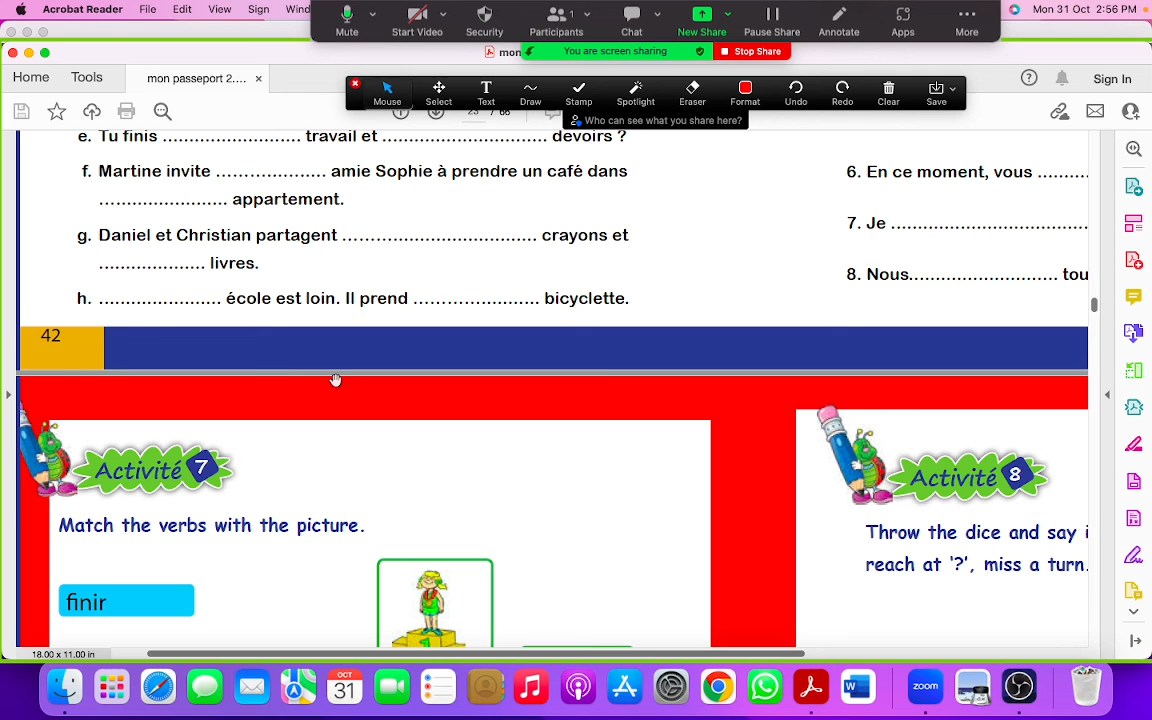 Acrobat Reader File Edit View Sign Wind
Mon 31 Oct 2:56 PM
Mute
Start Video
Security
Participants
1
Chat
New Share
Pause Share
Annotate
Apps
More
mon
You are screen sharing
Stop Share
Home
Tools
mon passeport 2....
Sign In
Mouse
Select
Text
Draw
Stamp
Spotlight
Eraser
Format
Undo
Redo
Clear
Save
Who can see what you share here?
e. Tu finis ........................... travail et ................................ devoirs ?
f. Martine invite ..................... amie Sophie à prendre un café dans
......................... appartement.
g. Daniel et Christian partagent ...................................... crayons et
..................... livres.
h. ........................ école est loin. Il prend ......................... bicyclette.
6. En ce moment, vous ..........
7. Je ......................................
8. Nous............................. tou
42
Activité 7
Match the verbs with the picture.
finir
1
Activité 8
Throw the dice and say i
reach at '?', miss a turn.
18.00 x 11.00 in
OCT
31
zoom